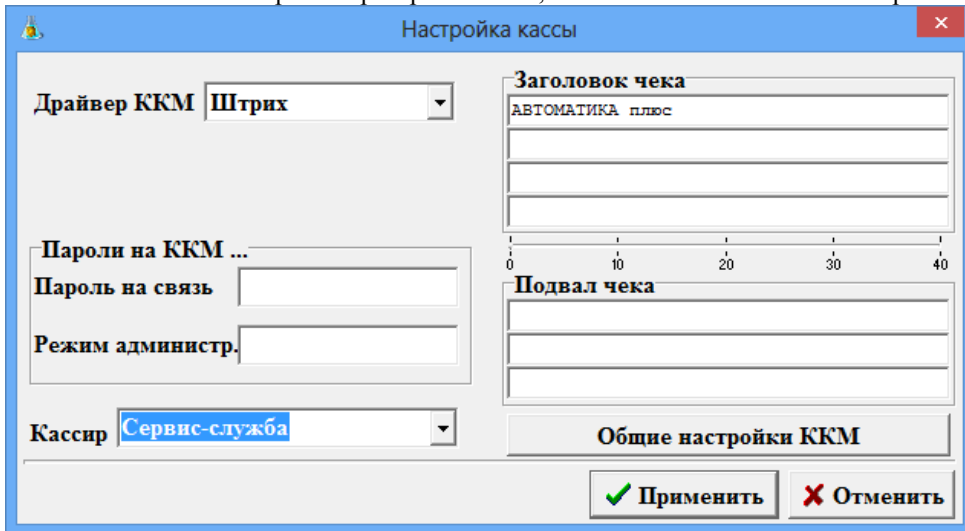 Настройка кассы
Драйвер ККМ Штрих
Заголовок чека
АВТОМАТИКА плюс
0 10 20 30 40
Пароли на ККМ ...
Пароль на связь
Режим администр.
Подвал чека
Кассир Сервис-служба
Общие настройки ККМ
Применить Отменить